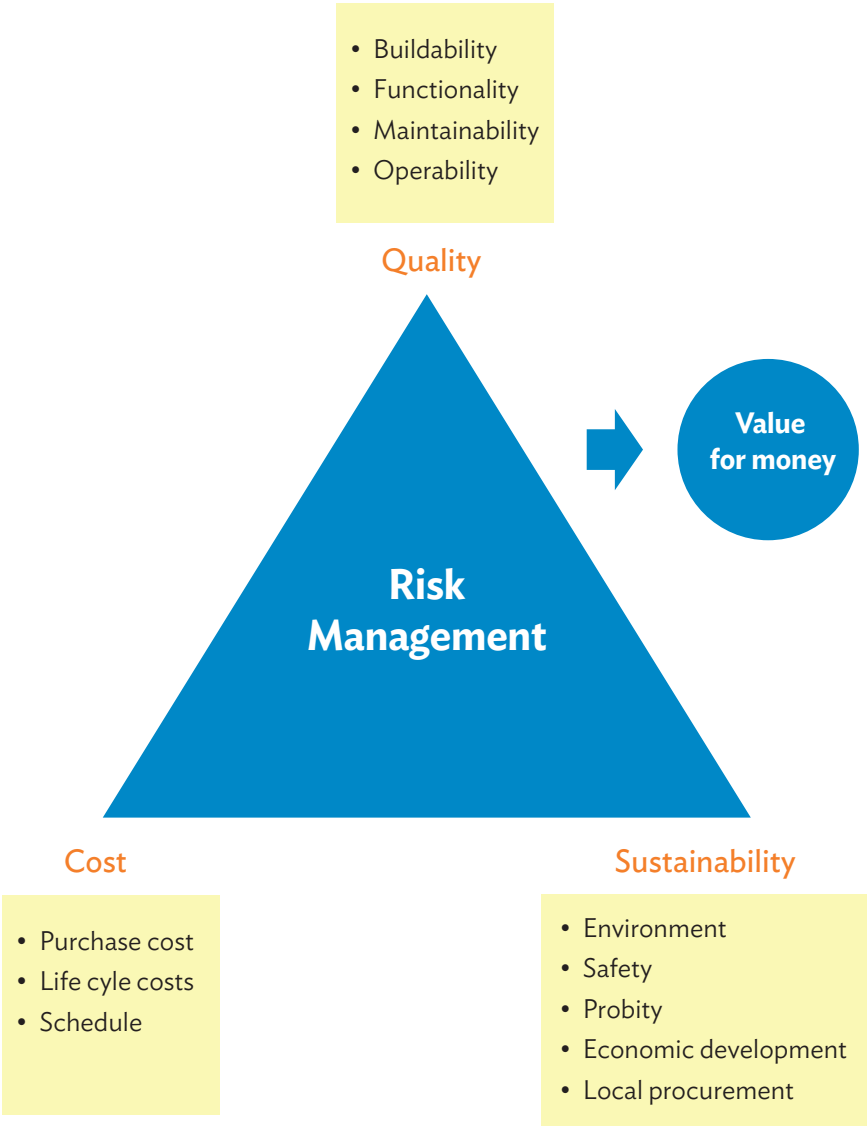 • Buildability
• Functionality
• Maintainability
• Operability
Quality
Value
for money
Risk
Management
Cost
• Purchase cost
• Life cyle costs
• Schedule
Sustainability
• Environment
• Safety
• Probity
• Economic development
• Local procurement